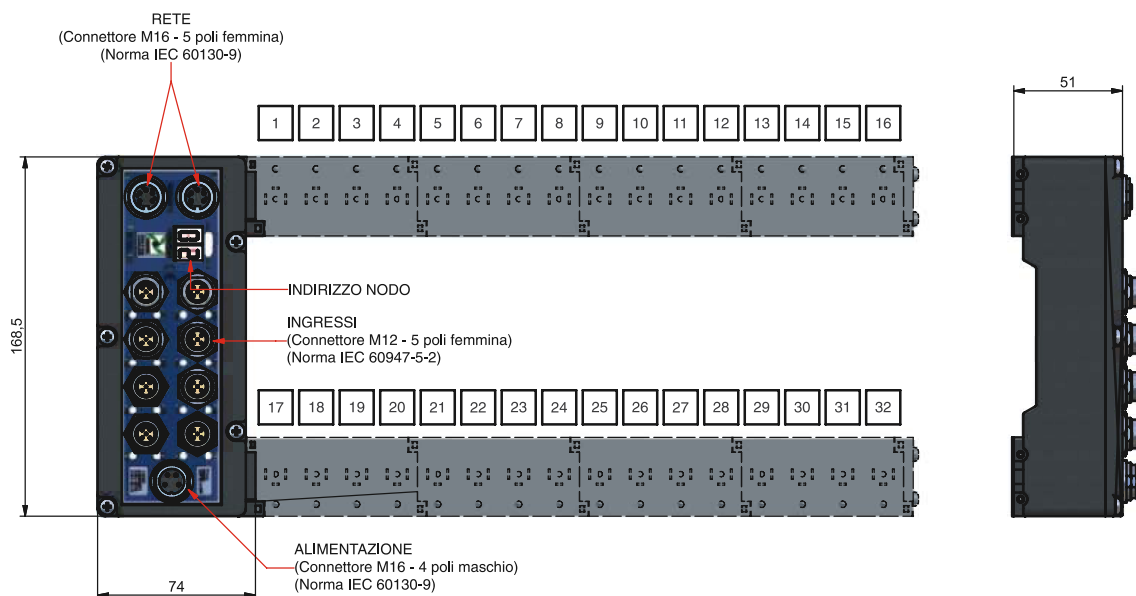 RETE
(Connettore M16 - 5 poli femmina)
(Norma IEC 60130-9)
51
1 2 3 4 5 6 7 8 9 10 11 12 13 14 15 16
168,5
INDIRIZZO NODO
INGRESSI
(Connettore M12 - 5 poli femmina)
(Norma IEC 60947-5-2)
17 18 19 20 21 22 23 24 25 26 27 28 29 30 31 32
ALIMENTAZIONE
(Connettore M16 - 4 poli maschio)
(Norma IEC 60130-9)
74